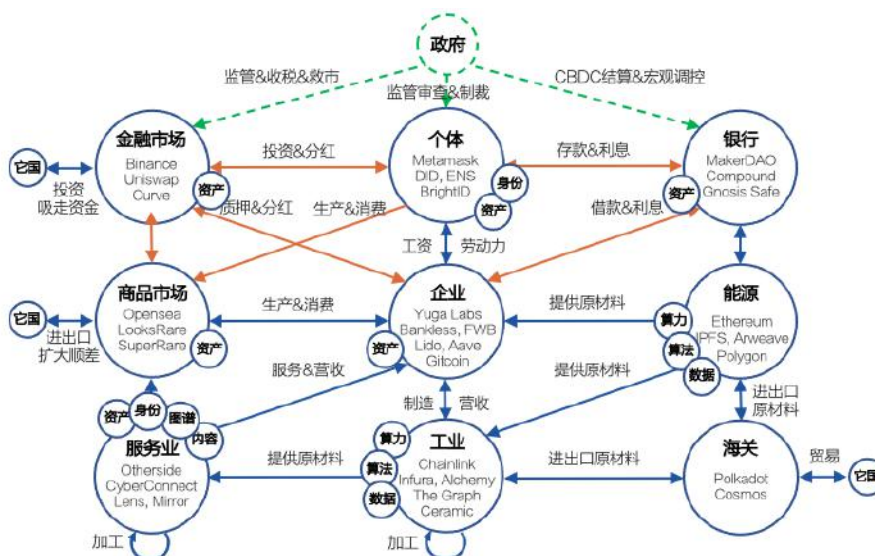 政府
监管&收税&救市
CBDC结算&宏观调控
监管审查&制裁
金融市场
Binance
Uniswap
Curve
资产
投资&分红
个体
Metamask
DID, ENS
BrightID
身份
资产
存款&利息
银行
MakerDAO
Compound
Gnosis Safe
资产
它国
投资
吸走资金
质押&分红
生产&消费
借款&利息
工资
劳动力
商品市场
Opensea
LooksRare
SuperRare
资产
生产&消费
企业
Yuga Labs
Bankless, FWB
Lido, Aave
Gitcoin
资产
提供原材料
能源
Ethereum
IPFS, Arweave
Polygon
算力
算法
数据
它国
进出口
扩大顺差
服务&营收
提供原材料
制造
营收
进出口
原材料
资产
身份
图谱
内容
服务业
Otherside
CyberConnect
Lens, Mirror
提供原材料
算力
算法
数据
工业
Chainlink
Infura, Alchemy
The Graph
Ceramic
进出口原材料
海关
Polkadot
Cosmos
贸易
它国
加工
加工